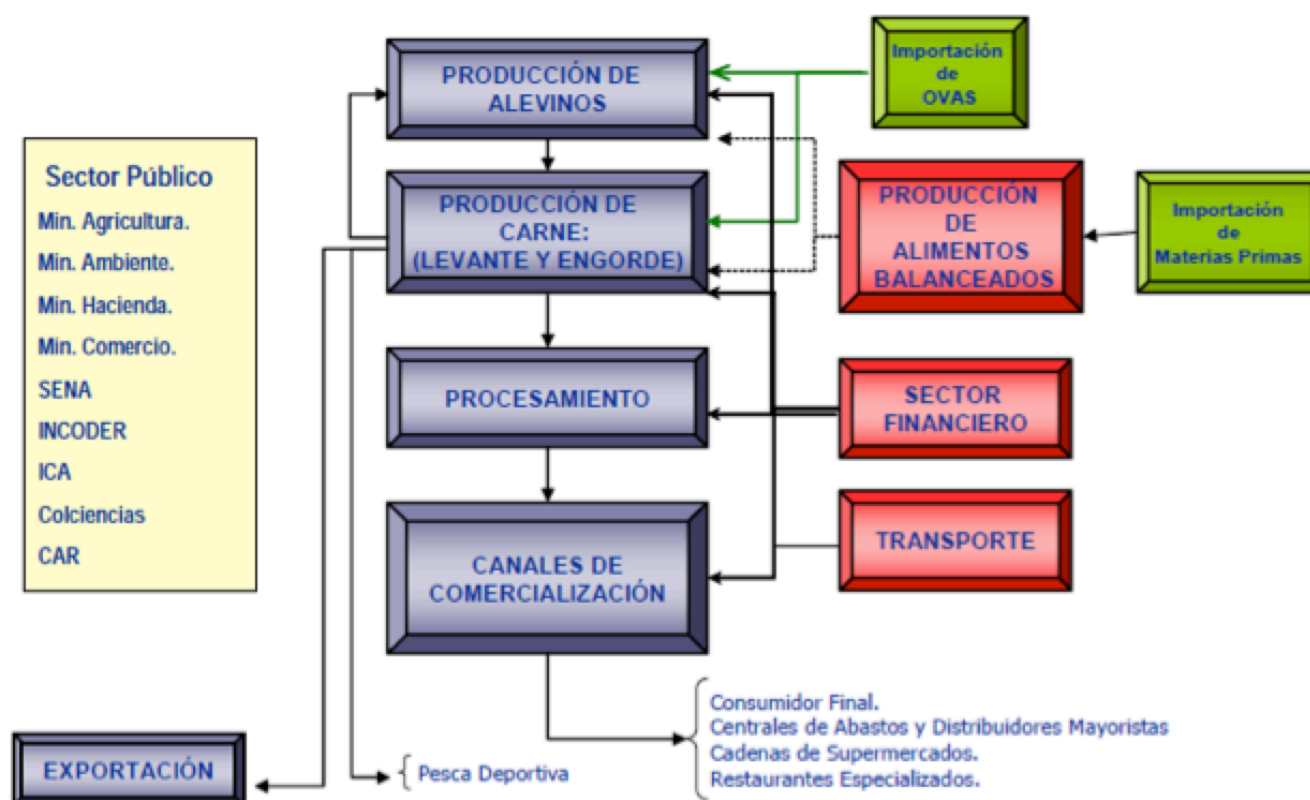 PRODUCCIÓN DE
ALEVINOS
Importación
de
OVAS
Sector Público
Min. Agricultura.
Min. Ambiente.
Min. Hacienda.
Min. Comercio.
SENA
INCODER
ICA
Colciencias
CAR
PRODUCCIÓN DE
CARNE:
(LEVANTE Y ENGORDE)
PRODUCCIÓN
DE
ALIMENTOS
BALANCEADOS
Importación
de
Materias Primas
PROCESAMIENTO
SECTOR
FINANCIERO
CANALES DE
COMERCIALIZACIÓN
TRANSPORTE
EXPORTACIÓN
Pesca Deportiva
Consumidor Final.
Centrales de Abastos y Distribuidores Mayoristas
Cadenas de Supermercados.
Restaurantes Especializados.